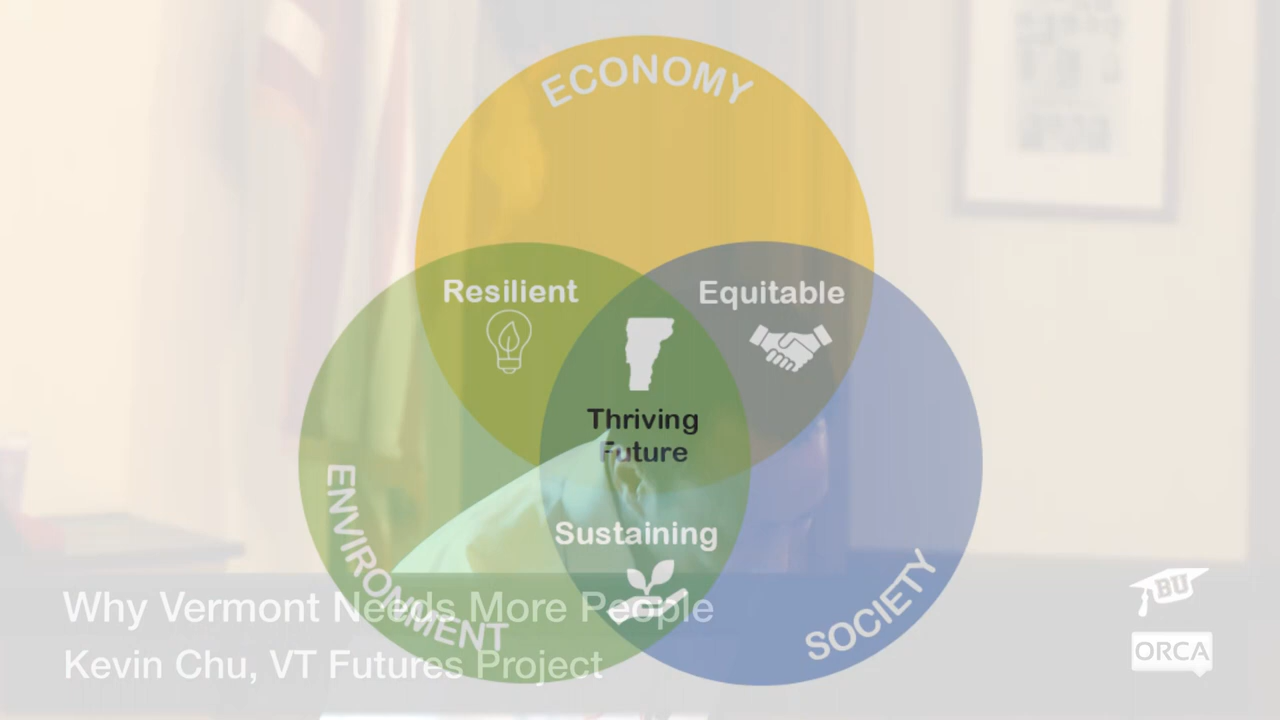 ECONOMY
Resilient
Equitable
Thriving
Future
Sustaining
ENVIRONMENT
SOCIETY
Why Vermont Needs More People
Kevin Chu, VT Futures Project
BU
ORCA